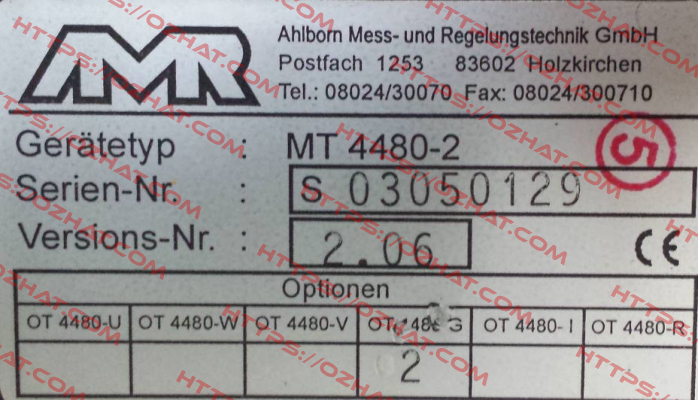 AMR
Ahlborn Mess- und Regelungstechnik GmbH
Postfach 1253 83602 Holzkirchen
Tel.: 08024/30070 Fax: 08024/300710
Gerätetyp : MT 4480-2
5
Serien-Nr. : S 03050129
Versions-Nr. : 2.06 CE
Optionen
OT 4480-U OT 4480-W OT 4480-V G OT 4480-I OT 4480-R
2
HTTPS://OZHAT.COM